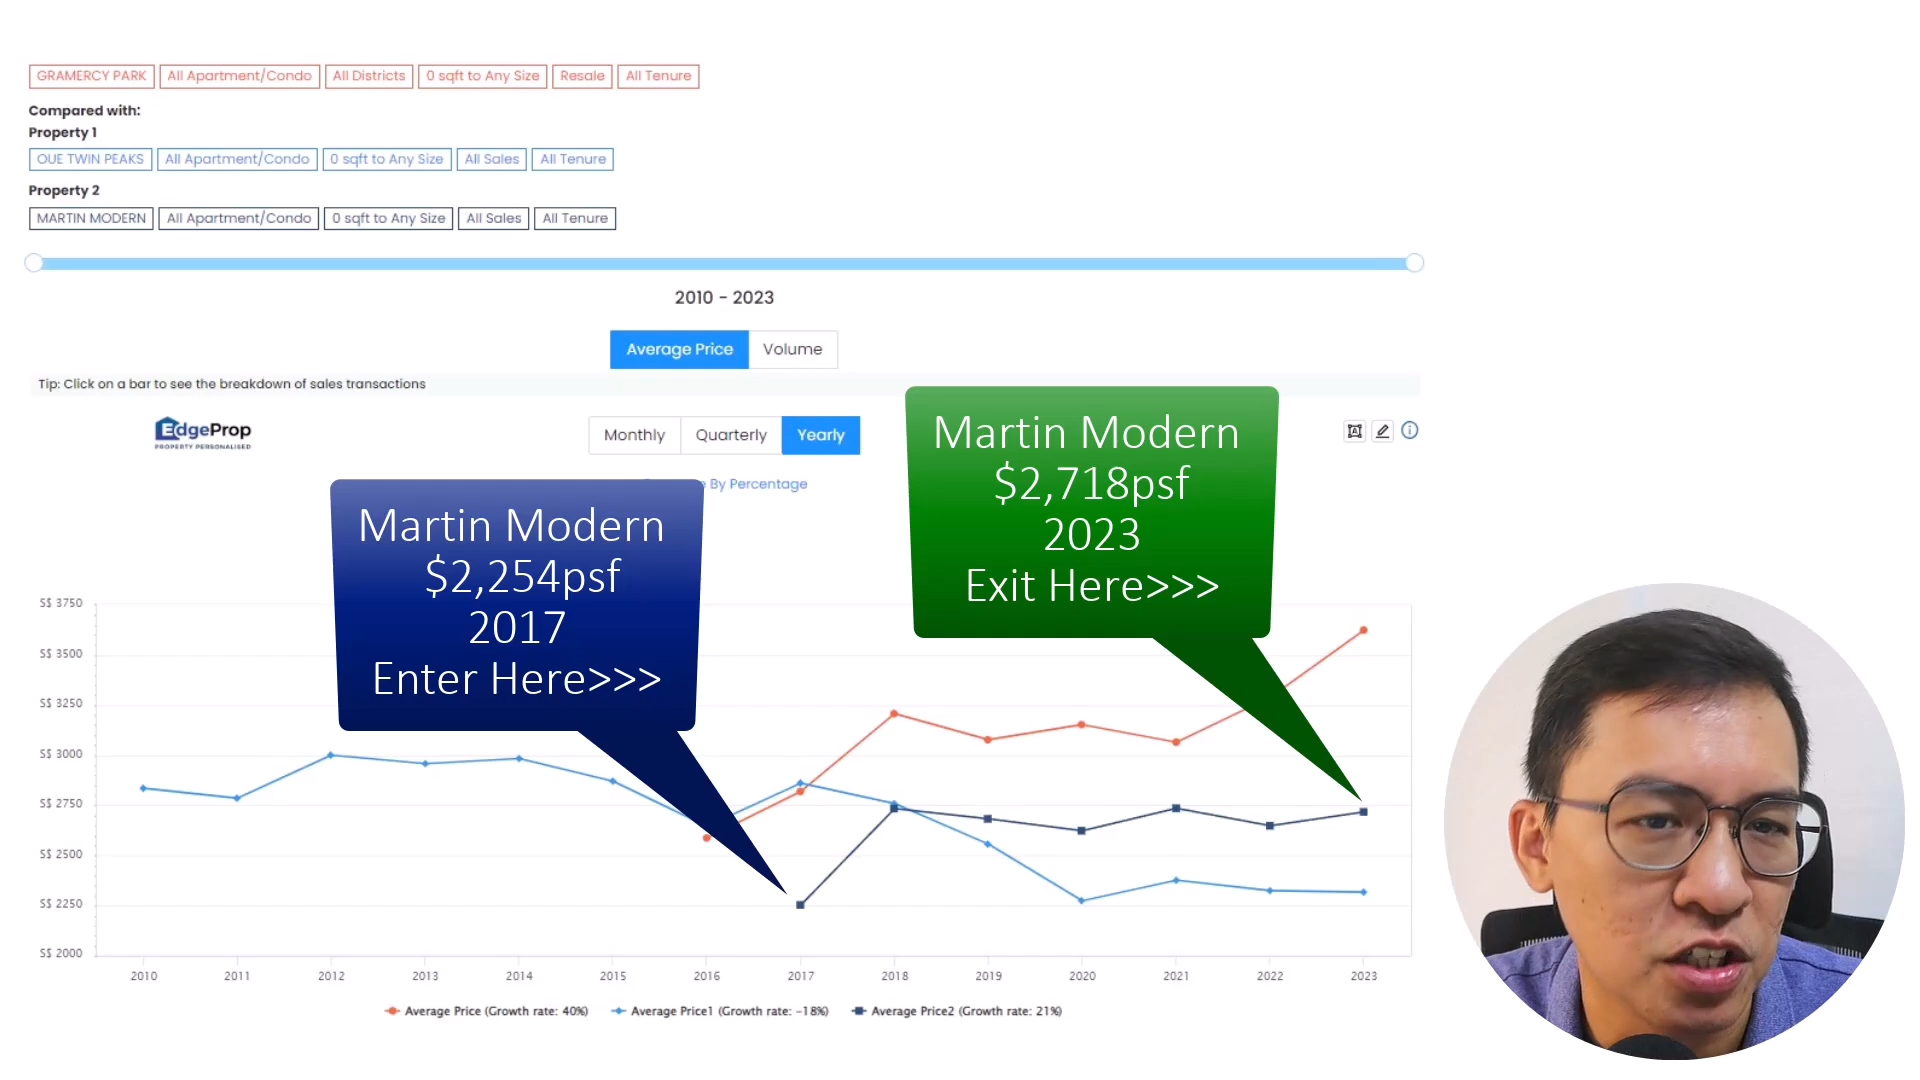 GRAMERCY PARK All Apartment/Condo All Districts 0 sqft to Any Size Resale All Tenure
Compared with:
Property 1
OUE TWIN PEAKS All Apartment/Condo 0 sqft to Any Size All Sales All Tenure
Property 2
MARTIN MODERN All Apartment/Condo 0 sqft to Any Size All Sales All Tenure
2010 - 2023
Average Price Volume
Tip: Click on a bar to see the breakdown of sales transactions
EdgeProp
PROPERTY PERSONALISED
Monthly Quarterly Yearly
By Percentage
Martin Modern
$2,254psf
2017
Enter Here>>>
Martin Modern
$2,718psf
2023
Exit Here>>>
S$ 3750
S$ 3500
S$ 3250
S$ 3000
S$ 2750
S$ 2500
S$ 2250
S$ 2000
2010 2011 2012 2013 2014 2015 2016 2017 2018 2019 2020 2021 2022 2023
Average Price (Growth rate: 40%) Average Price1 (Growth rate: -18%) Average Price2 (Growth rate: 21%)